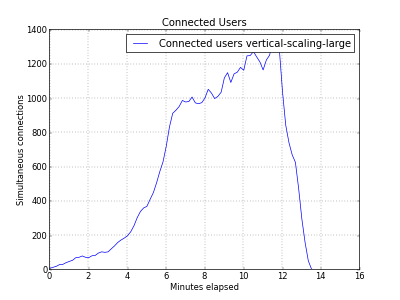 Connected Users
Connected users vertical-scaling-large
Simultaneous connections
1400
1200
1000
800
600
400
200
0
0 2 4 6 8 10 12 14 16
Minutes elapsed